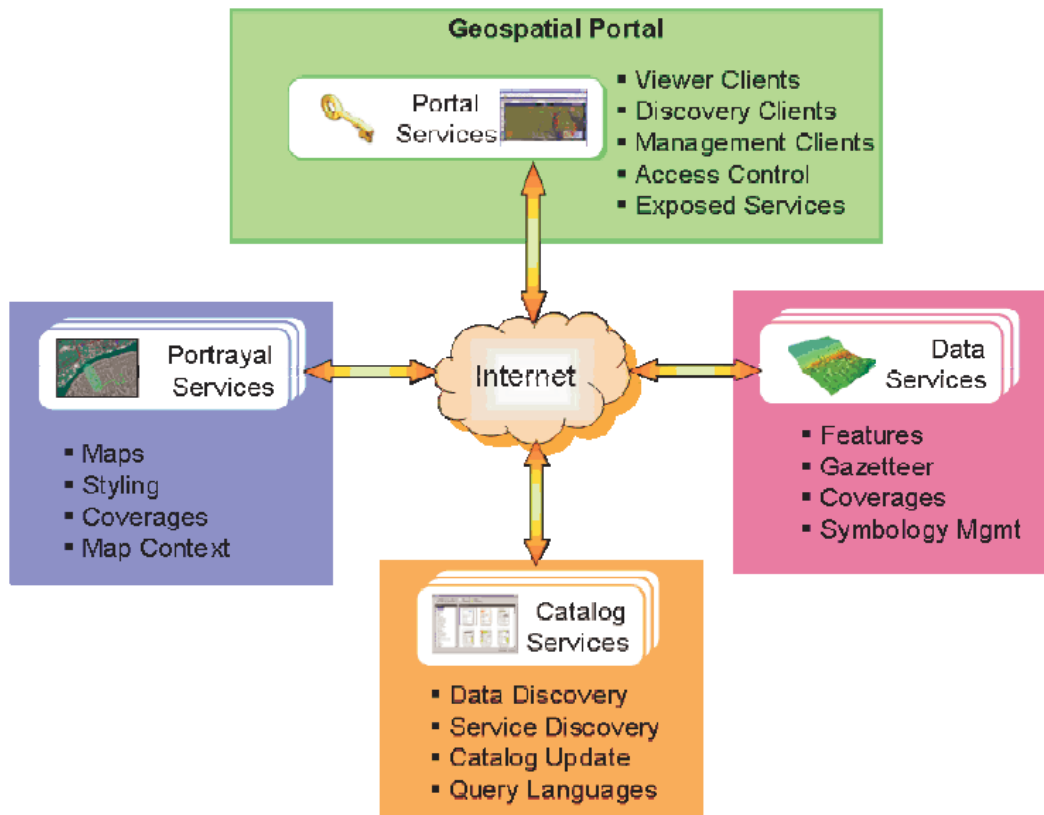 Geospatial Portal
Portal
Services
▪ Viewer Clients
▪ Discovery Clients
▪ Management Clients
▪ Access Control
▪ Exposed Services
Portrayal
Services
▪ Maps
▪ Styling
▪ Coverages
▪ Map Context
Internet
Data
Services
▪ Features
▪ Gazetteer
▪ Coverages
▪ Symbology Mgmt
Catalog
Services
▪ Data Discovery
▪ Service Discovery
▪ Catalog Update
▪ Query Languages